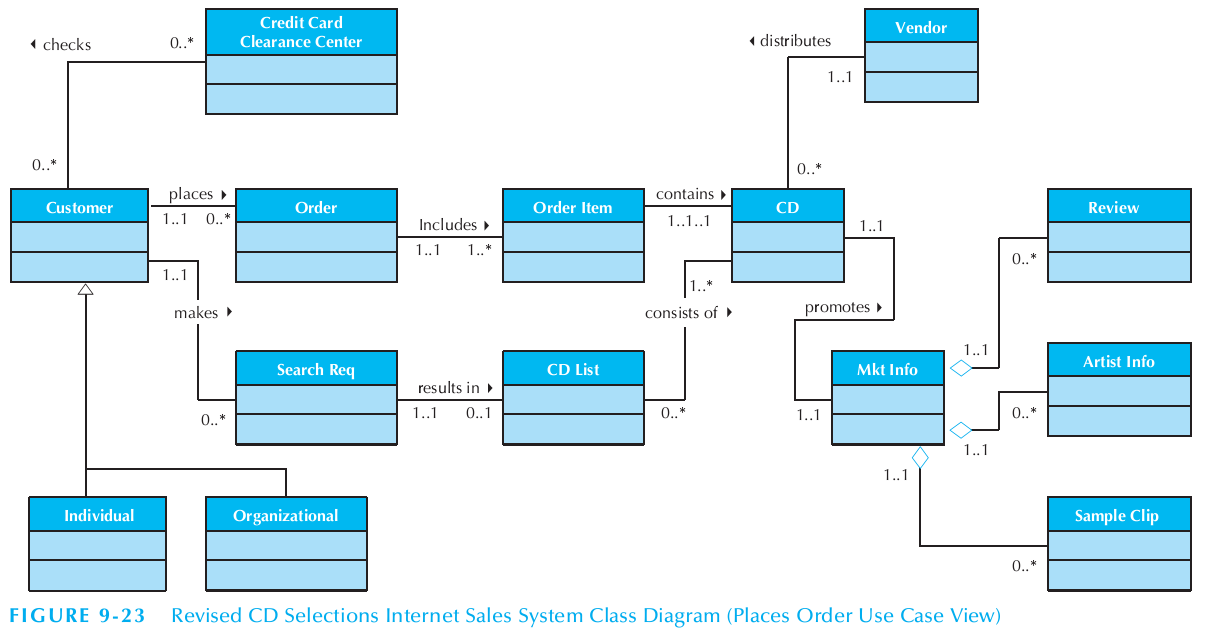 Credit Card
Clearance Center
Vendor
◂ checks
0..*
◂ distributes
1..1
0..*
0..*
Customer
places ▸
1..1
0..*
Order
Includes ▸
1..1
1..*
Order Item
contains ▸
1..1..1
CD
1..1
Review
0..*
1..1
makes ▸
1..*
consists of ▸
promotes ▸
1..1
Search Req
results in ▸
1..1
0..1
CD List
0..*
0..*
1..1
Mkt Info
Artist Info
0..*
1..1
1..1
Individual
Organizational
Sample Clip
0..*
FIGURE 9-23 Revised CD Selections Internet Sales System Class Diagram (Places Order Use Case View)